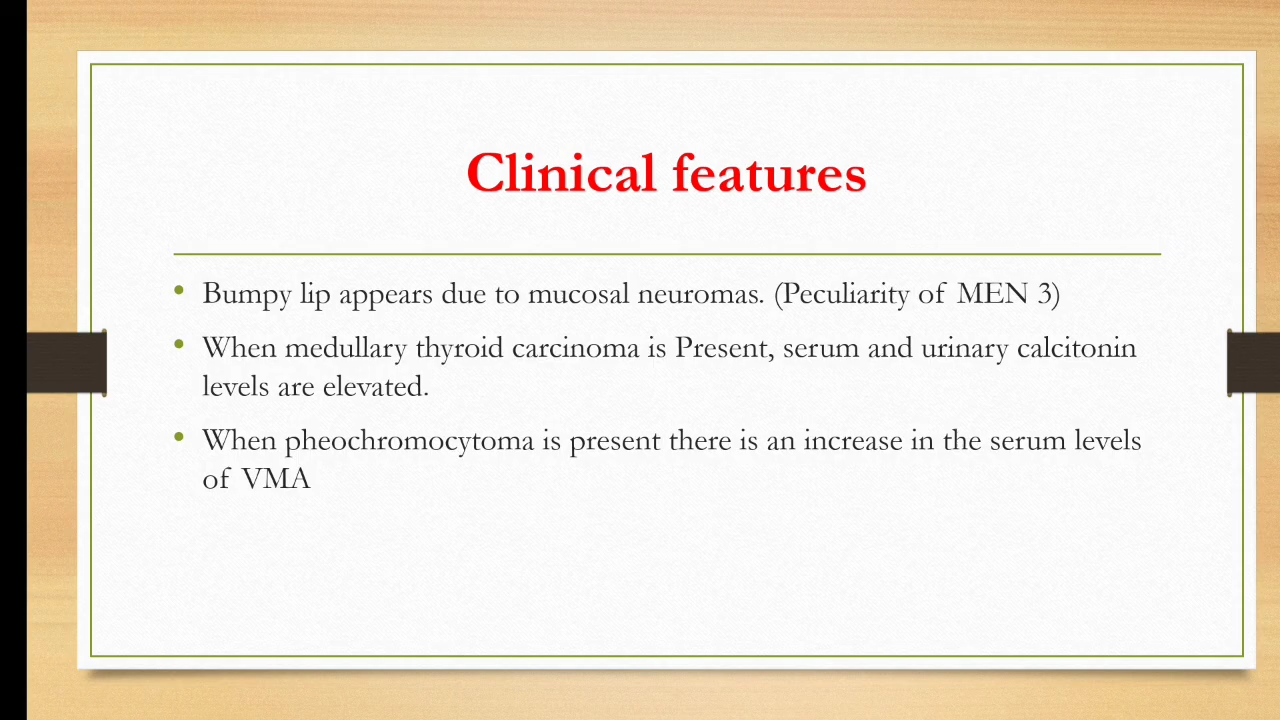 Clinical features
• Bumpy lip appears due to mucosal neuromas. (Peculiarity of MEN 3)
• When medullary thyroid carcinoma is Present, serum and urinary calcitonin
levels are elevated.
• When pheochromocytoma is present there is an increase in the serum levels
of VMA